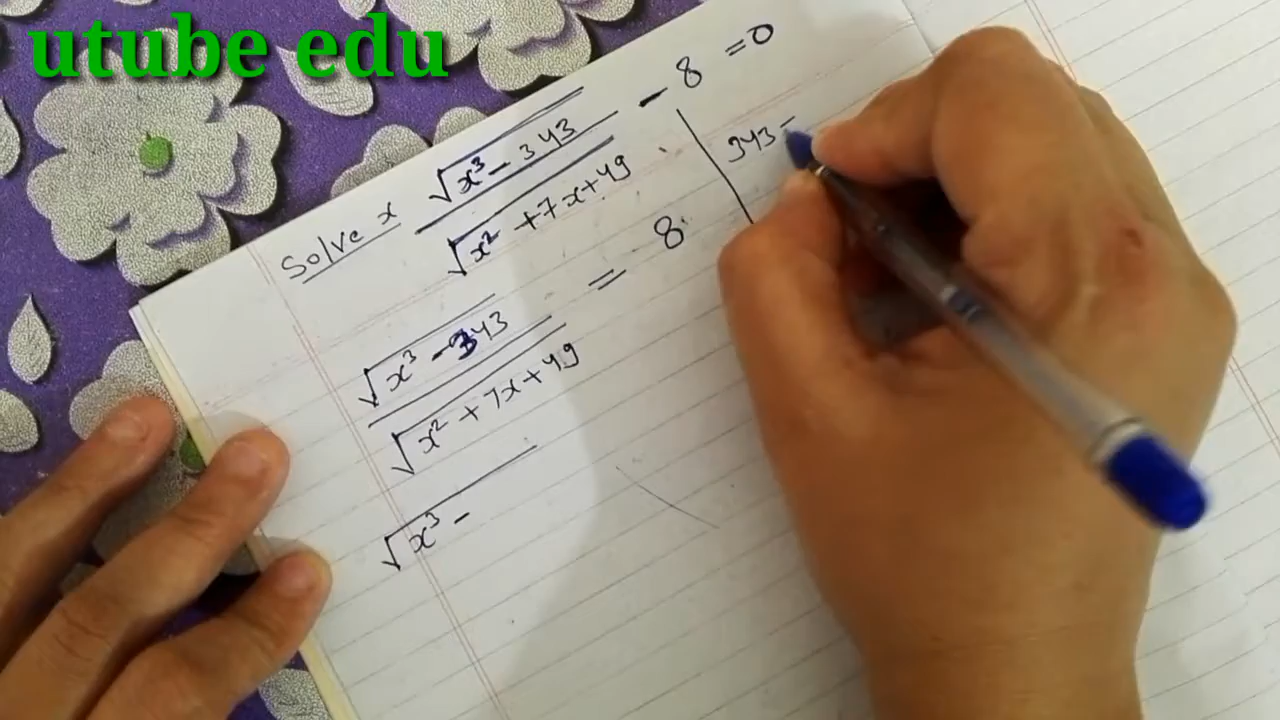 utube edu
Solve x √(x³ - 343) / √(x² + 7x + 49) - 8 = 0
√(x³ - 343) / √(x² + 7x + 49) = 8
√x³ -
343 =